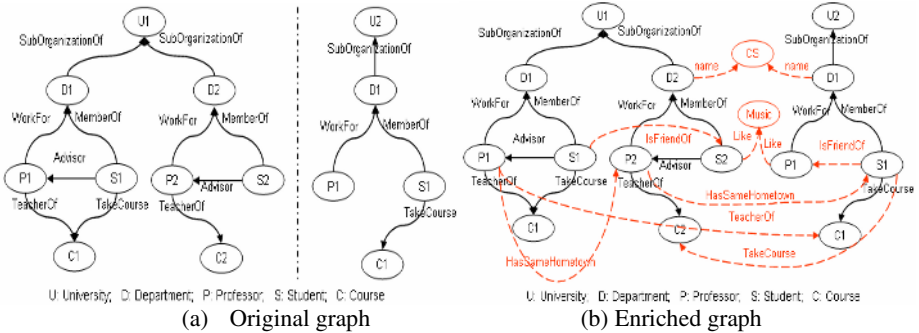 U1
U2
SubOrganizationOf
SubOrganizationOf
SubOrganizationOf
D1
D2
D1
WorkFor
MemberOf
WorkFor
MemberOf
WorkFor
MemberOf
Advisor
P1
S1
P2
Advisor
S2
P1
S1
TeacherOf
TakeCourse
TeacherOf
TakeCourse
C1
C2
C1
U: University; D: Department; P: Professor; S: Student; C: Course
(a) Original graph
U1
U2
SubOrganizationOf
SubOrganizationOf
SubOrganizationOf
CS
name
name
D1
D2
D1
WorkFor
MemberOf
WorkFor
MemberOf
Music
WorkFor
MemberOf
IsFriendOf
Like
Like
IsFriendOf
Advisor
P1
S1
P2
Advisor
S2
P1
S1
TeacherOf
TakeCourse
TeacherOf
TakeCourse
HasSameHometown
TeacherOf
C1
C2
C1
HasSameHometown
TakeCourse
U: University; D: Department; P: Professor; S: Student; C: Course
(b) Enriched graph